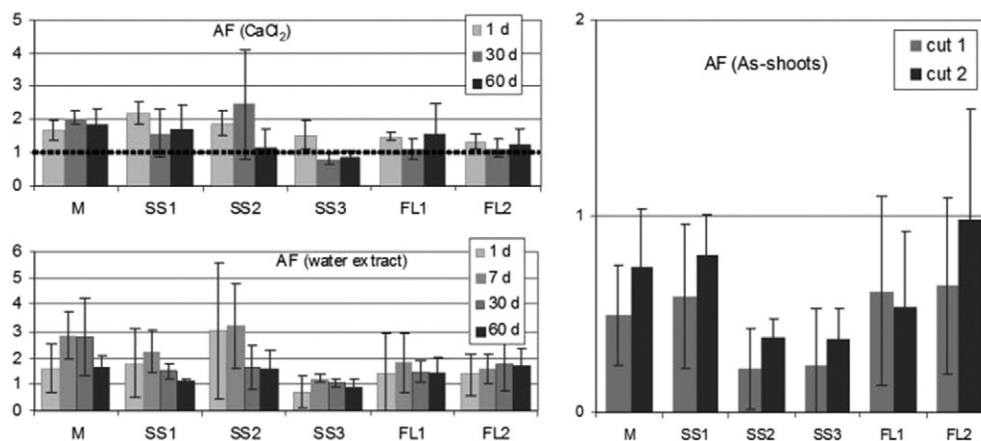 AF (CaCl₂)
5
4
3
2
1
0
1 d
30 d
60 d
M SS1 SS2 SS3 FL1 FL2
AF (water extract)
6
5
4
3
2
1
0
1 d
7 d
30 d
60 d
M SS1 SS2 SS3 FL1 FL2
AF (As-shoots)
2
1
0
cut 1
cut 2
M SS1 SS2 SS3 FL1 FL2